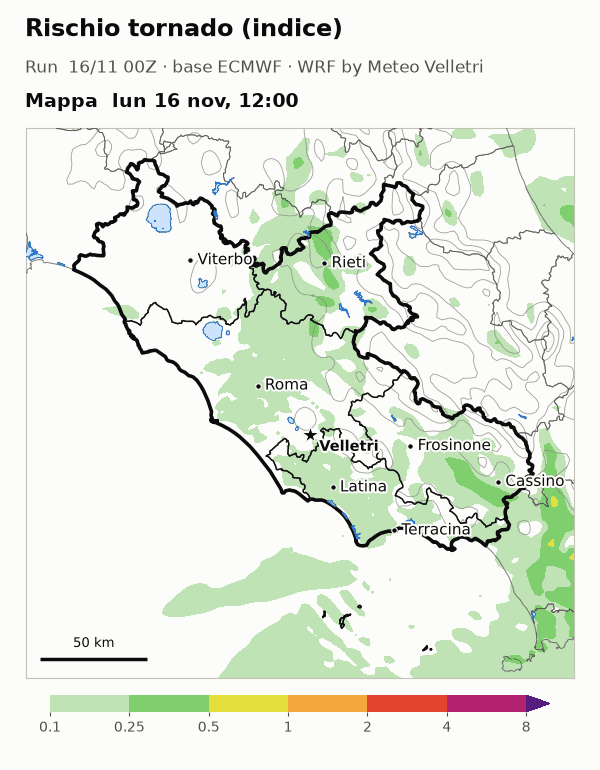 Rischio tornado (indice)
Run  16/11 00Z · base ECMWF · WRF by Meteo Velletri
Mappa  lun 16 nov, 12:00
Viterbo
Rieti
Roma
Velletri
Frosinone
Latina
Cassino
Terracina
50 km
0.1 0.25 0.5 1 2 4 8